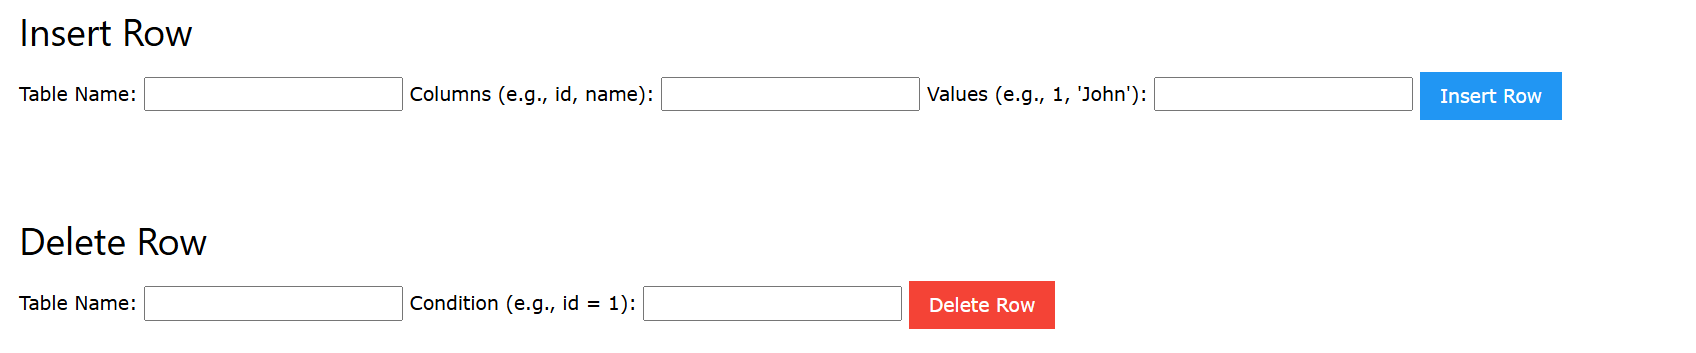 Insert Row
Table Name: Columns (e.g., id, name): Values (e.g., 1, 'John'): Insert Row
Delete Row
Table Name: Condition (e.g., id = 1): Delete Row